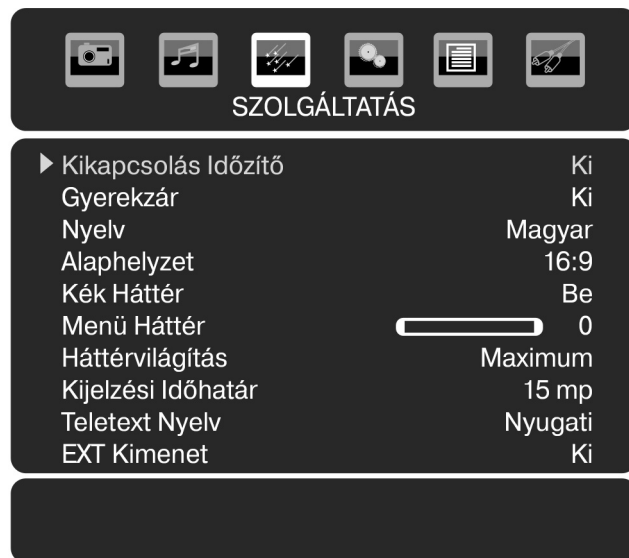 SZOLGÁLTATÁS
Kikapcsolás Időzítő Ki
Gyerekzár Ki
Nyelv Magyar
Alaphelyzet 16:9
Kék Háttér Be
Menü Háttér 0
Háttérvilágítás Maximum
Kijelzési Időhatár 15 mp
Teletext Nyelv Nyugati
EXT Kimenet Ki